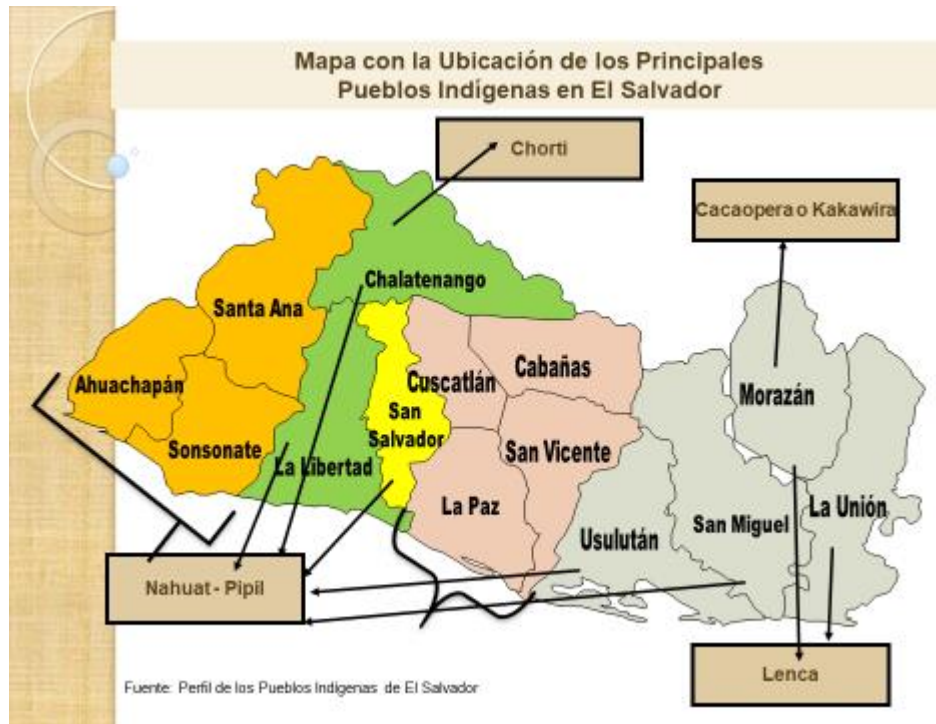 Mapa con la Ubicación de los Principales
Pueblos Indígenas en El Salvador
Chorti
Cacaopera o Kakawira
Chalatenango
Santa Ana
Cabañas
Ahuachapán
Cuscatlán
Morazán
San
Salvador
Sonsonate
La Libertad
San Vicente
La Paz
Usulután
San Miguel
La Unión
Nahuat - Pipil
Lenca
Fuente: Perfil de los Pueblos Indígenas de El Salvador